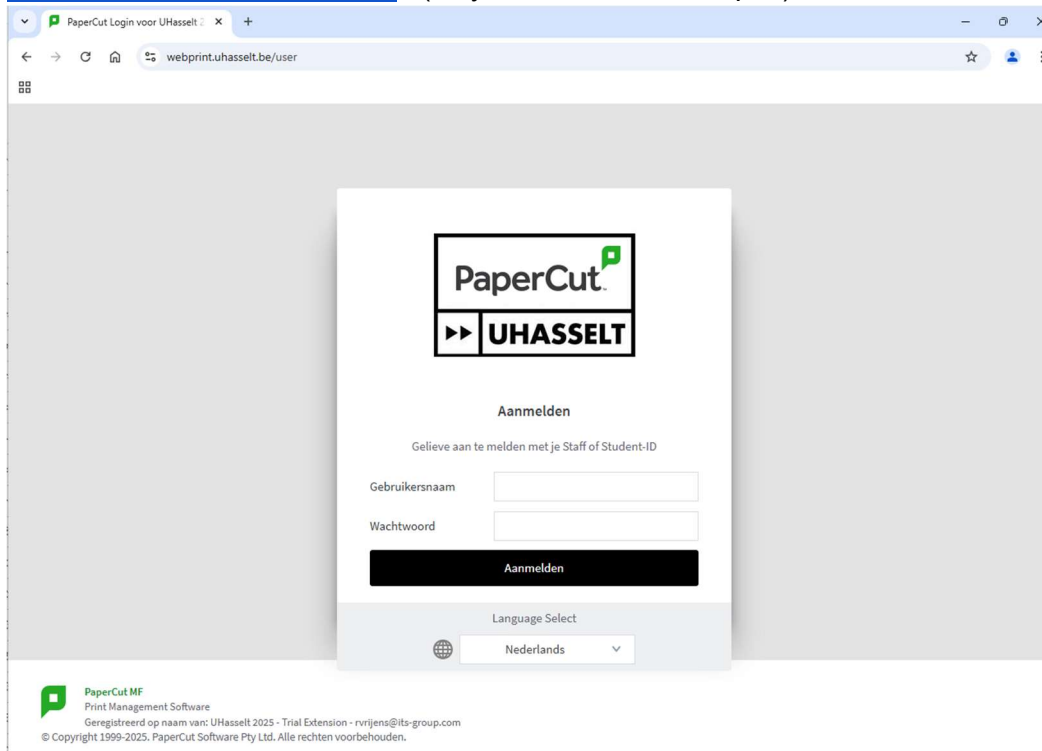 PaperCut Login voor UHasselt 2
webprint.uhasselt.be/user
PaperCut
UHASSELT
Aanmelden
Gelieve aan te melden met je Staff of Student-ID
Gebruikersnaam
Wachtwoord
Aanmelden
Language Select
Nederlands
PaperCut MF
Print Management Software
Geregistreerd op naam van: UHasselt 2025 - Trial Extension - rvrijens@its-group.com
© Copyright 1999-2025. PaperCut Software Pty Ltd. Alle rechten voorbehouden.